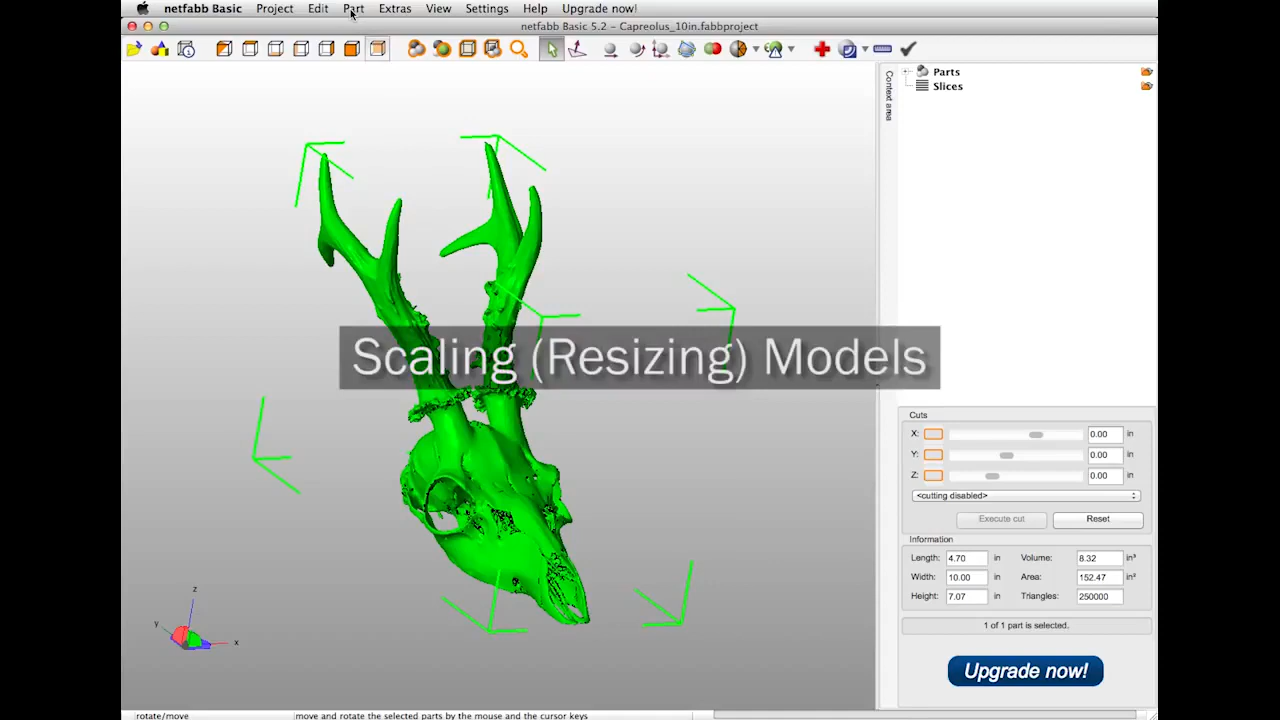 netfabb Basic Project Edit Part Extras View Settings Help Upgrade now!
netfabb Basic 5.2 - Capreolus_10in.fabbproject
Context area
Parts
Slices
Scaling (Resizing) Models
Cuts
X: 0.00 in
Y: 0.00 in
Z: 0.00 in
<cutting disabled>
Execute cut Reset
Information
Length: 4.70 in Volume: 8.32 in³
Width: 10.00 in Area: 152.47 in²
Height: 7.07 in Triangles: 250000
1 of 1 part is selected.
Upgrade now!
z
y
x
rotate/move move and rotate the selected parts by the mouse and the cursor keys